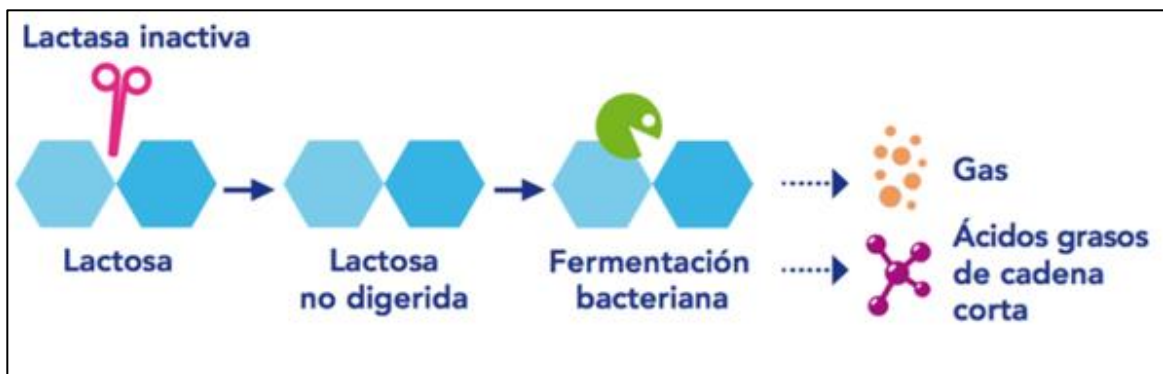 Lactasa inactiva
Lactosa
Lactosa
no digerida
Fermentación
bacteriana
Gas
Ácidos grasos
de cadena
corta